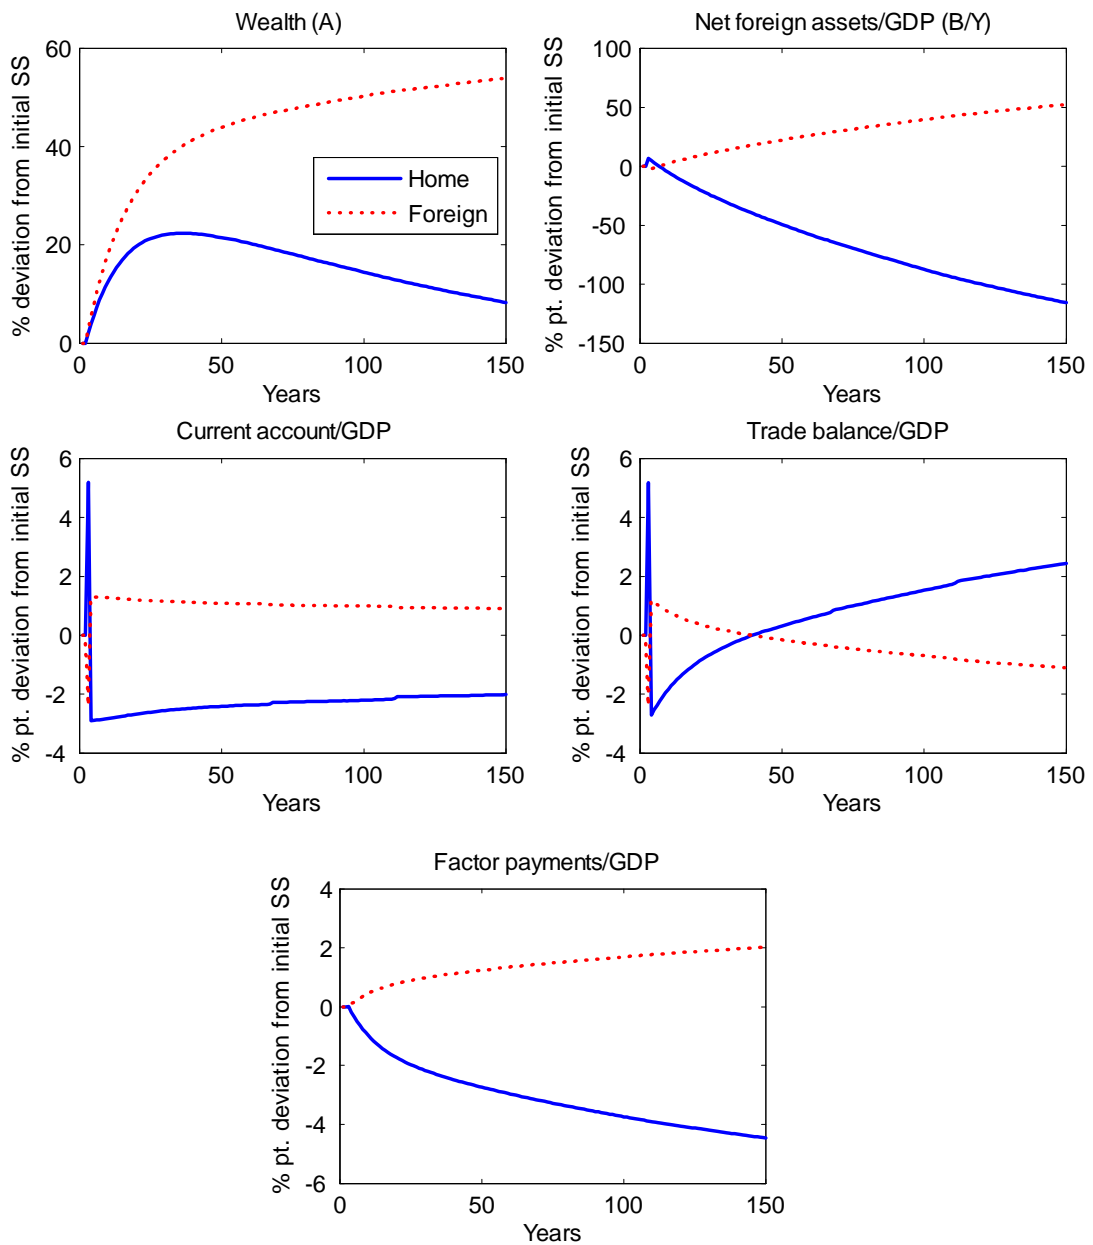 Wealth (A)
% deviation from initial SS
60
40
20
0
0
50
100
150
Years
Home
Foreign
Net foreign assets/GDP (B/Y)
% pt. deviation from initial SS
100
50
0
-50
-100
-150
0
50
100
150
Years
Current account/GDP
% pt. deviation from initial SS
6
4
2
0
-2
-4
0
50
100
150
Years
Trade balance/GDP
% pt. deviation from initial SS
6
4
2
0
-2
-4
0
50
100
150
Years
Factor payments/GDP
% pt. deviation from initial SS
4
2
0
-2
-4
-6
0
50
100
150
Years